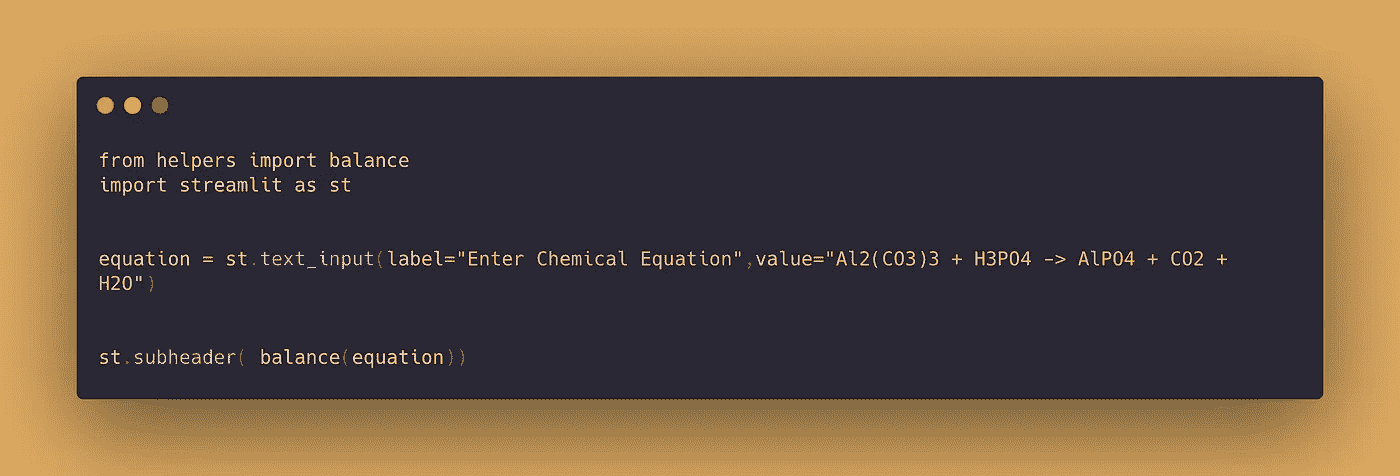 from helpers import balance
import streamlit as st
equation = st.text_input(label="Enter Chemical Equation",value="Al2(CO3)3 + H3PO4 -> AlPO4 + CO2 +
H2O")
st.subheader( balance(equation))